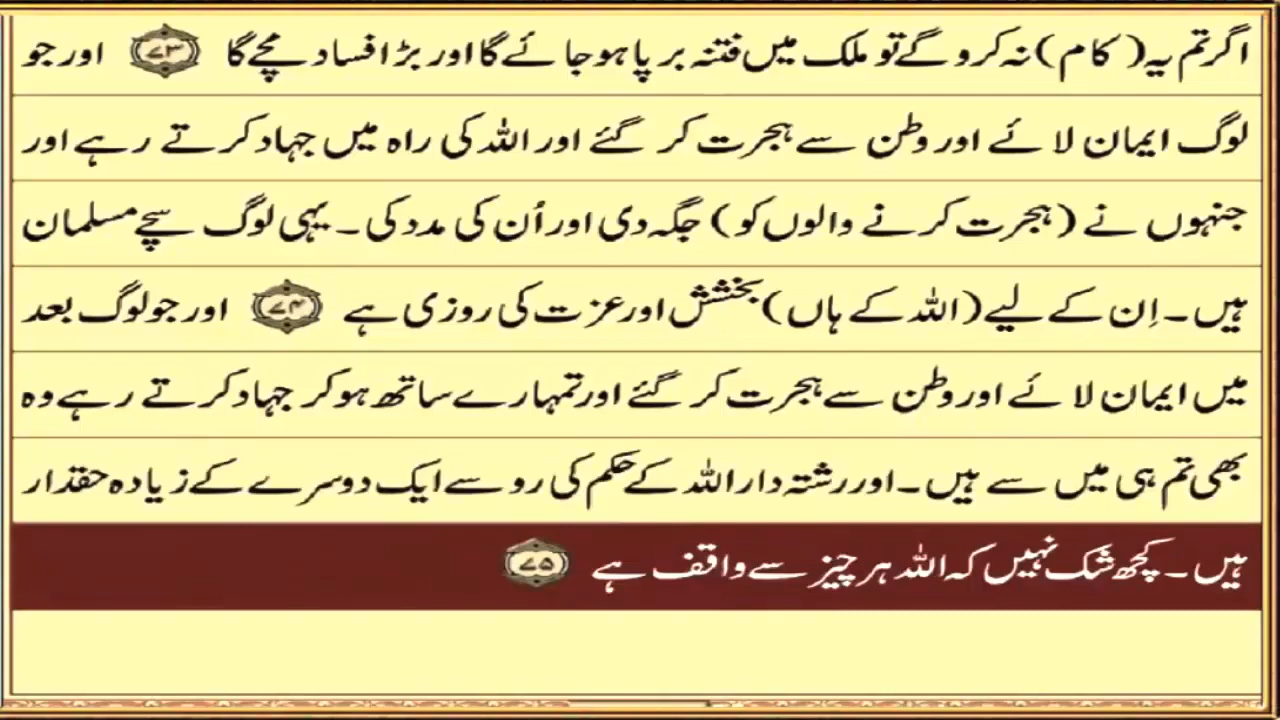 اگر تم یہ (کام) نہ کرو گے تو ملک میں فتنہ برپا ہو جائے گا اور بڑا فساد مچے گا ۷۳ اور جو
لوگ ایمان لائے اور وطن سے ہجرت کر گئے اور اللہ کی راہ میں جہاد کرتے رہے اور
جنہوں نے (ہجرت کرنے والوں کو) جگہ دی اور اُن کی مدد کی۔ یہی لوگ سچے مسلمان
ہیں۔ اِن کے لیے (اللہ کے ہاں) بخشش اور عزت کی روزی ہے ۷۴ اور جو لوگ بعد
میں ایمان لائے اور وطن سے ہجرت کر گئے اور تمہارے ساتھ ہو کر جہاد کرتے رہے وہ
بھی تم ہی میں سے ہیں۔ اور رشتہ دار اللہ کے حکم کی رو سے ایک دوسرے کے زیادہ حقدار
ہیں۔ کچھ شک نہیں کہ اللہ ہر چیز سے واقف ہے ۷۵